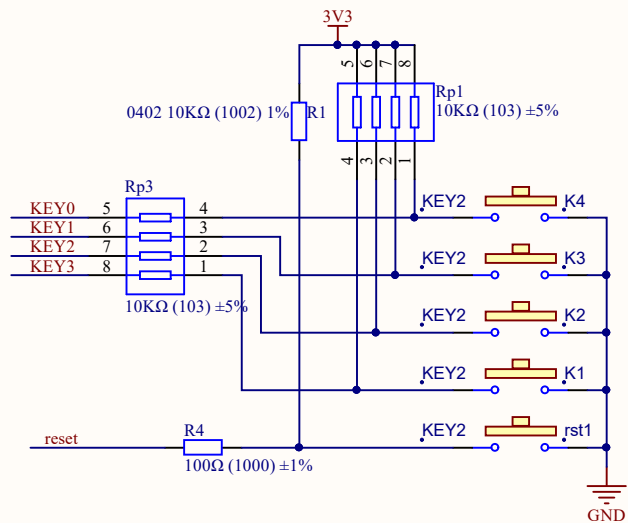 3V3
5 6 7 8
Rp1
0402 10KΩ (1002) 1% R1 10KΩ (103) ±5%
4 3 2 1
Rp3
KEY0 5 4 KEY2 K4
KEY1 6 3
KEY2 7 2
KEY3 8 1 KEY2 K3
10KΩ (103) ±5%
KEY2 K2
KEY2 K1
reset R4 KEY2 rst1
100Ω (1000) ±1%
GND